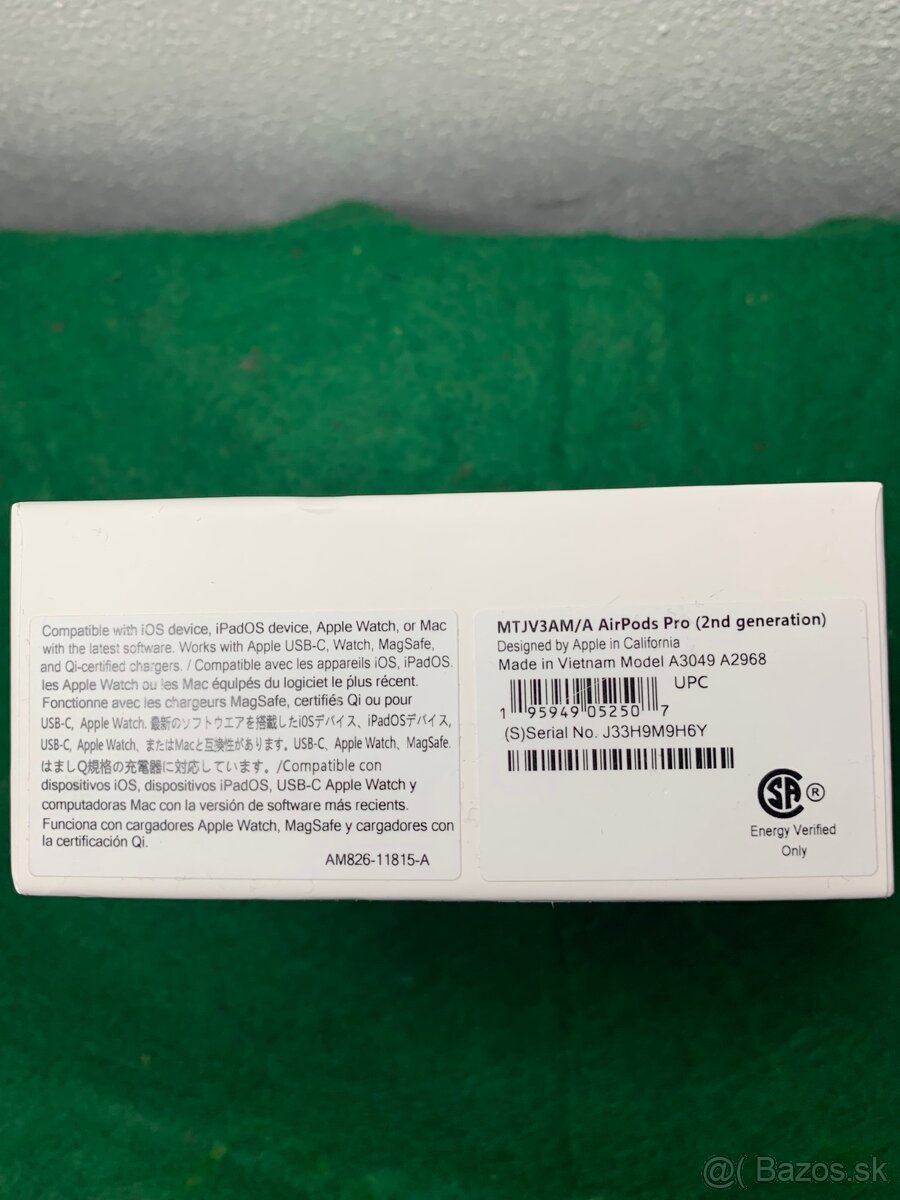 Compatible with iOS device, iPadOS device, Apple Watch, or Mac
with the latest software. Works with Apple USB-C, Watch, MagSafe,
and Qi-certified chargers. / Compatible avec les appareils iOS, iPadOS.
les Apple Watch ou les Mac équipés du logiciel le plus récent.
Fonctionne avec les chargeurs MagSafe, certifiés Qi ou pour
USB-C, Apple Watch. 最新のソフトウエアを搭載したiOSデバイス、iPadOSデバイス,
USB-C, Apple Watch、またはMacと互換性があります。USB-C、Apple Watch、MagSafe.
はましQ規格の充電器に対応しています。/Compatible con
dispositivos iOS, dispositivos iPadOS, USB-C Apple Watch y
computadoras Mac con la versión de software más recients.
Funciona con cargadores Apple Watch, MagSafe y cargadores con
la certificación Qi.
AM826-11815-A
MTJV3AM/A AirPods Pro (2nd generation)
Designed by Apple in California
Made in Vietnam Model A3049 A2968
UPC
1 95949 05250 7
(S)Serial No. J33H9M9H6Y
SA ®
Energy Verified
Only
@( Bazos.sk